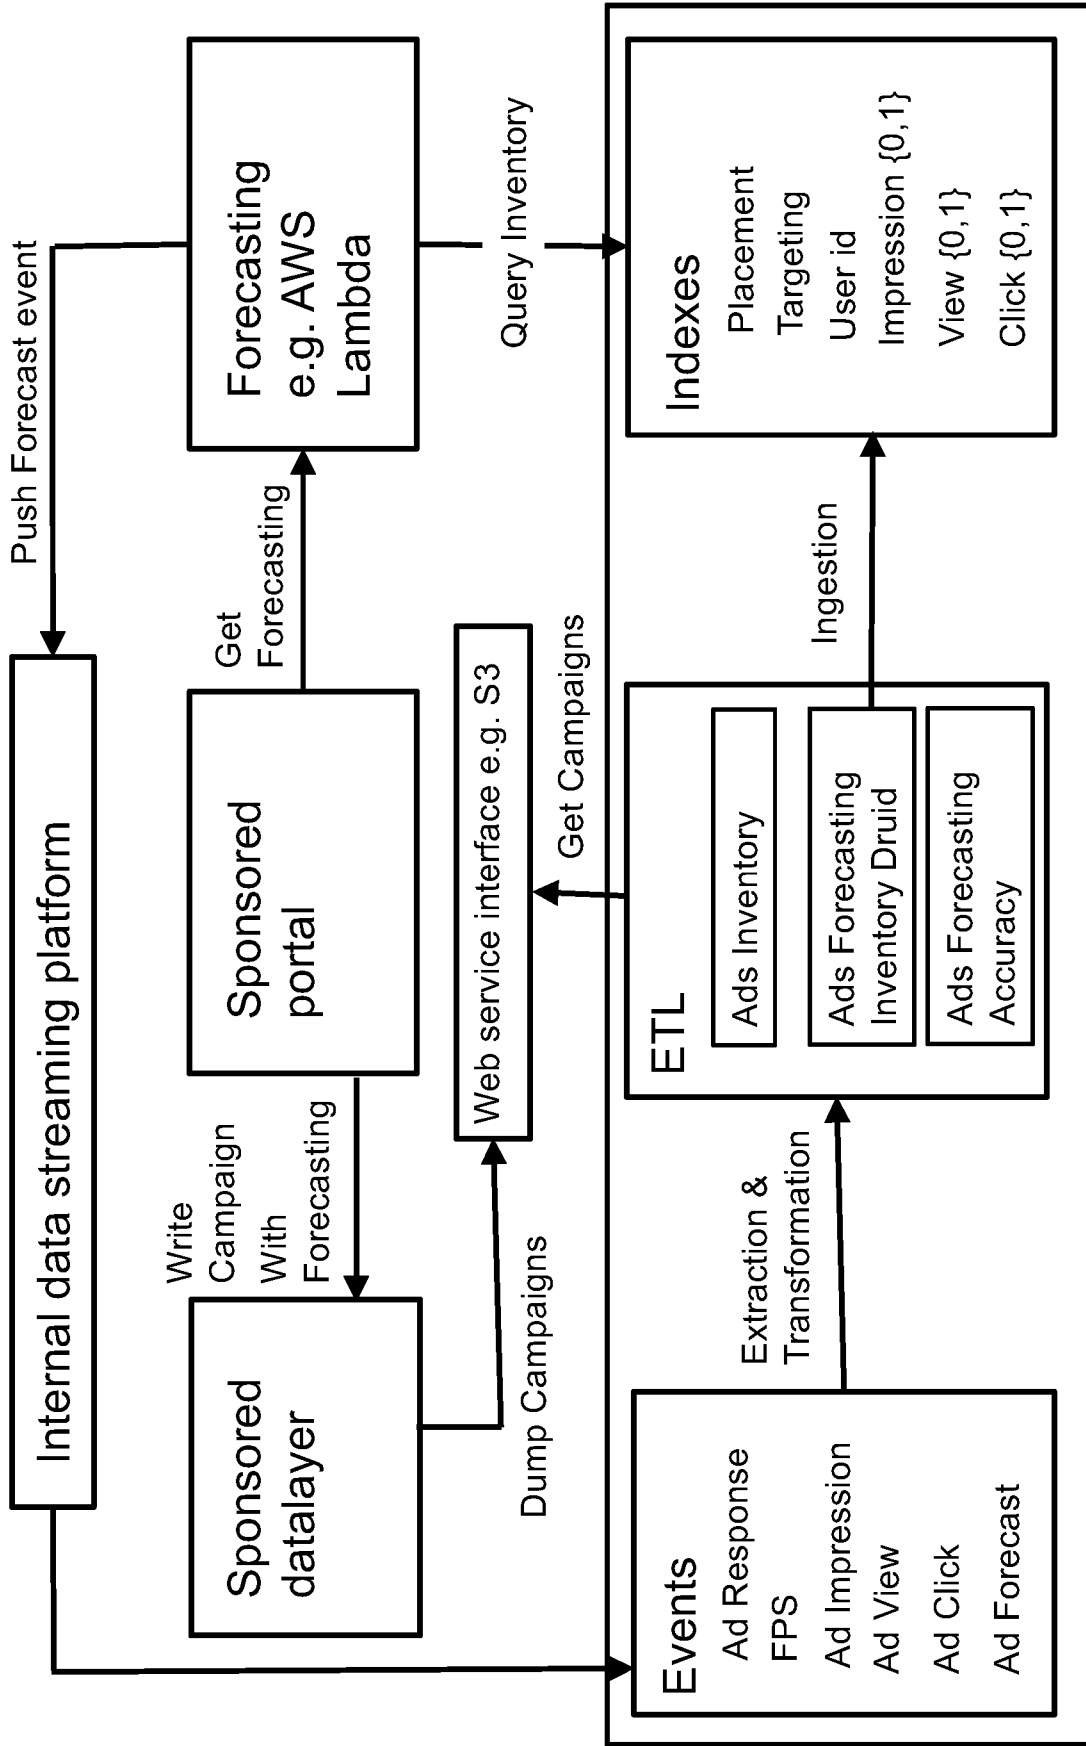 Internal data streaming platform
Push Forecast event
Sponsored
datalayer
Write
Campaign
With
Forecasting
Sponsored
portal
Get
Forecasting
Forecasting
e.g. AWS
Lambda
Dump Campaigns
Web service interface e.g. S3
Get Campaigns
Query Inventory
Events
Ad Response
FPS
Ad Impression
Ad View
Ad Click
Ad Forecast
Extraction &
Transformation
ETL
Ads Inventory
Ads Forecasting
Inventory Druid
Ads Forecasting
Accuracy
Ingestion
Indexes
Placement
Targeting
User id
Impression {0,1}
View {0,1}
Click {0,1}